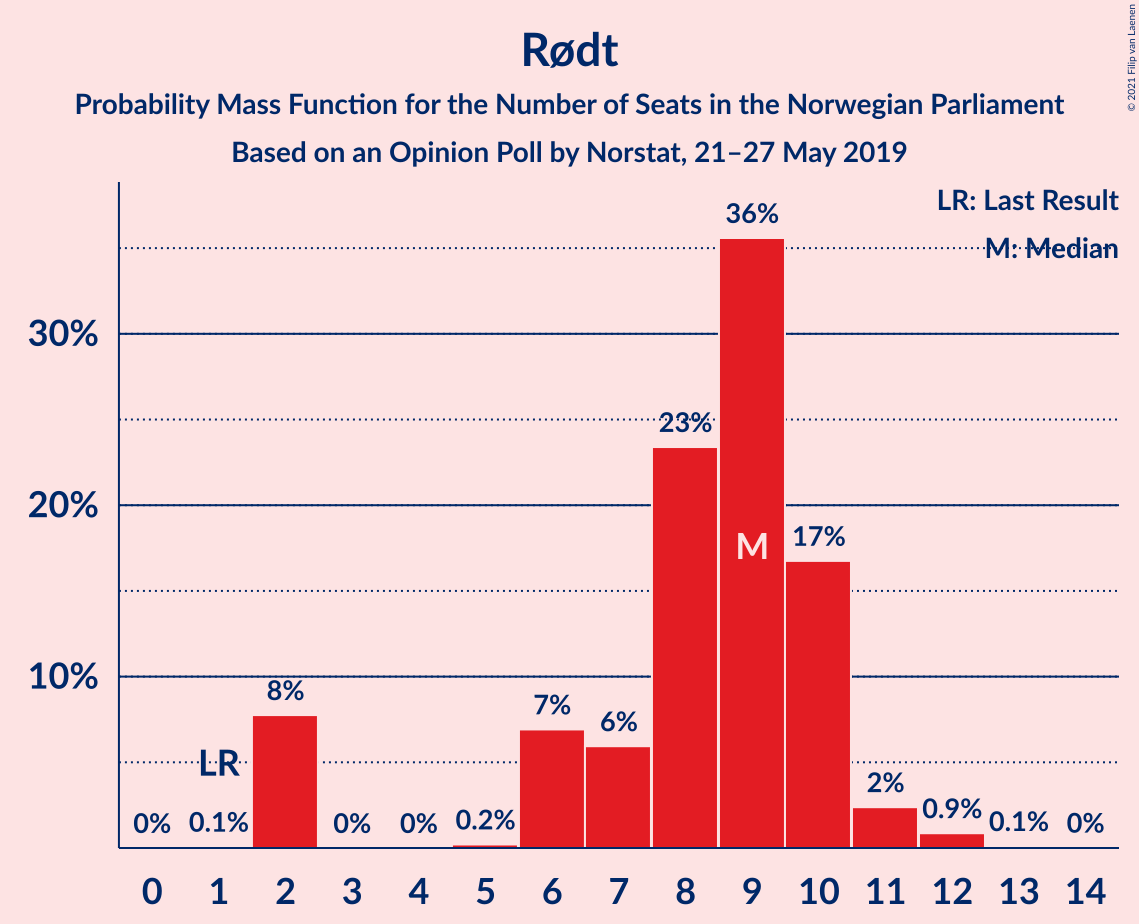 Rødt
Probability Mass Function for the Number of Seats in the Norwegian Parliament
Based on an Opinion Poll by Norstat, 21–27 May 2019
© 2021 Filip van Laenen
LR: Last Result
M: Median
36%
30%
23%
20%
17%
M
10%
8%
7%
6%
LR
2%
0% 0.1% 0% 0% 0.2% 0.9% 0.1% 0%
0 1 2 3 4 5 6 7 8 9 10 11 12 13 14